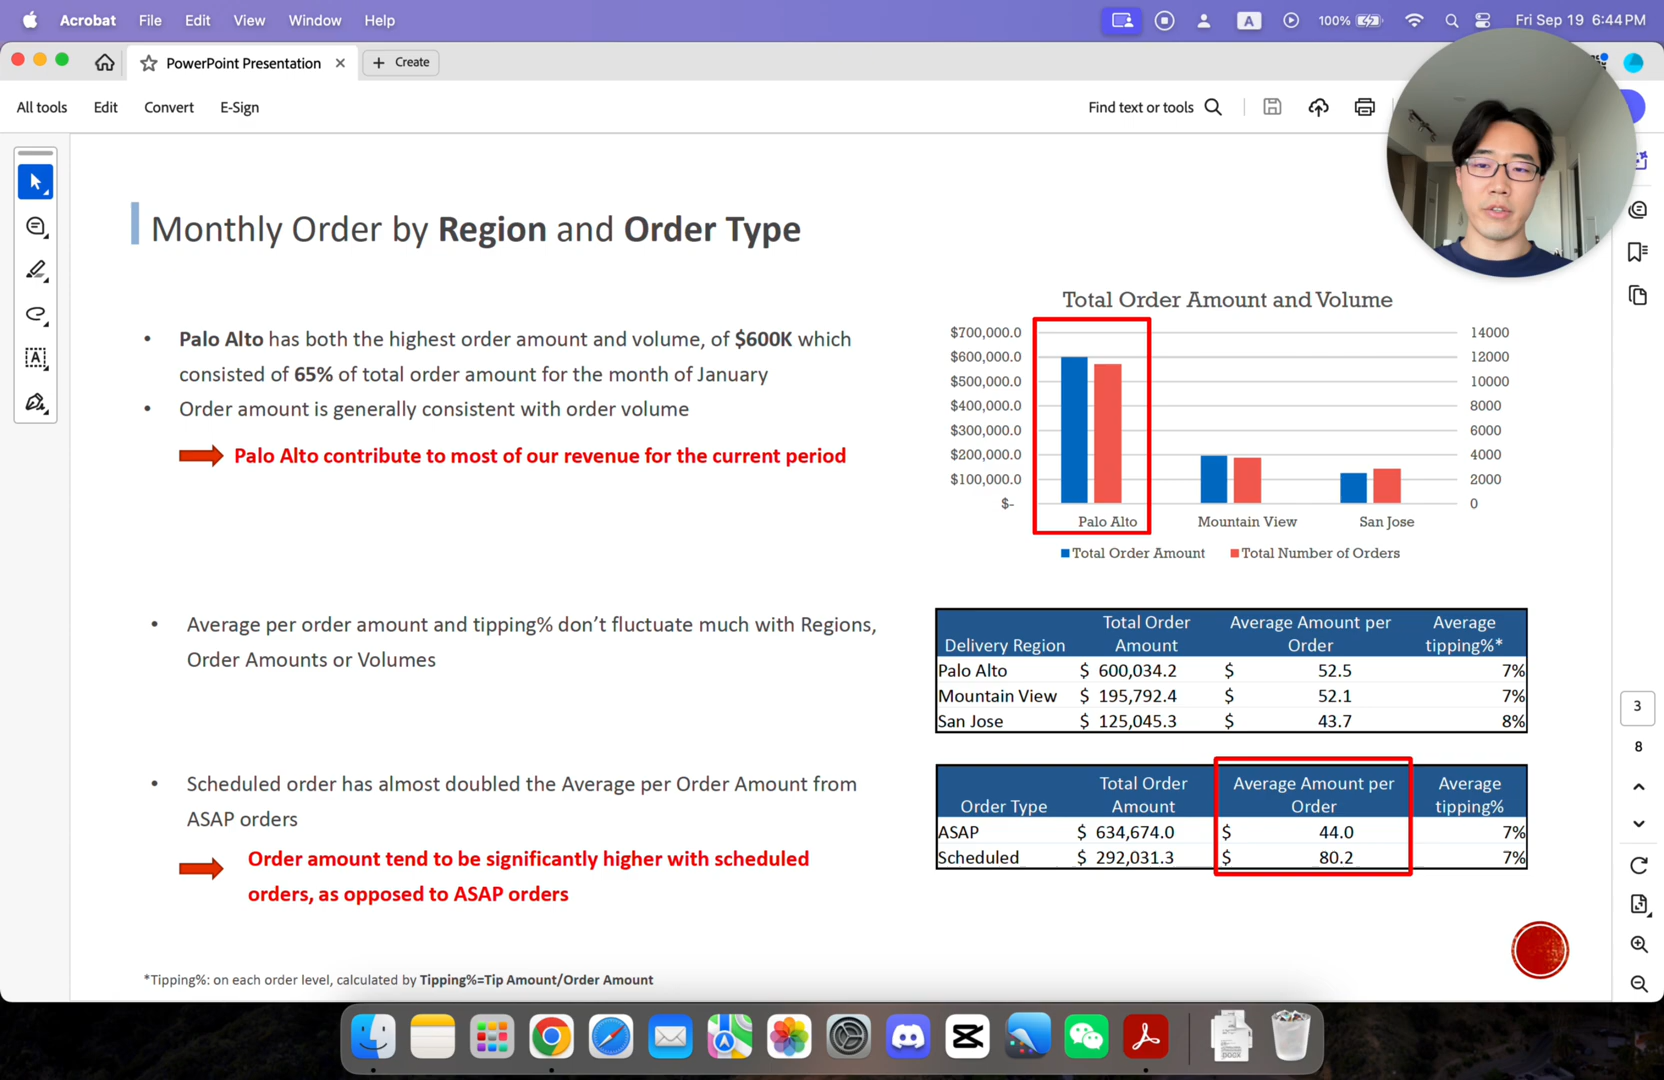 Acrobat File Edit View Window Help A 100% Fri Sep 19 6:44PM
PowerPoint Presentation Create
All tools Edit Convert E-Sign Find text or tools
Monthly Order by Region and Order Type
• Palo Alto has both the highest order amount and volume, of $600K which
consisted of 65% of total order amount for the month of January
• Order amount is generally consistent with order volume
Palo Alto contribute to most of our revenue for the current period
• Average per order amount and tipping% don’t fluctuate much with Regions,
Order Amounts or Volumes
• Scheduled order has almost doubled the Average per Order Amount from
ASAP orders
Order amount tend to be significantly higher with scheduled
orders, as opposed to ASAP orders
*Tipping%: on each order level, calculated by Tipping%=Tip Amount/Order Amount
Total Order Amount and Volume
$700,000.0 14000
$600,000.0 12000
$500,000.0 10000
$400,000.0 8000
$300,000.0 6000
$200,000.0 4000
$100,000.0 2000
$- 0
Palo Alto Mountain View San Jose
Total Order Amount Total Number of Orders
Total Order Average Amount per Average
Delivery Region Amount Order tipping%*
Palo Alto $ 600,034.2 $ 52.5 7%
Mountain View $ 195,792.4 $ 52.1 7%
San Jose $ 125,045.3 $ 43.7 8%
Total Order Average Amount per Average
Order Type Amount Order tipping%
ASAP $ 634,674.0 $ 44.0 7%
Scheduled $ 292,031.3 $ 80.2 7%
3
8